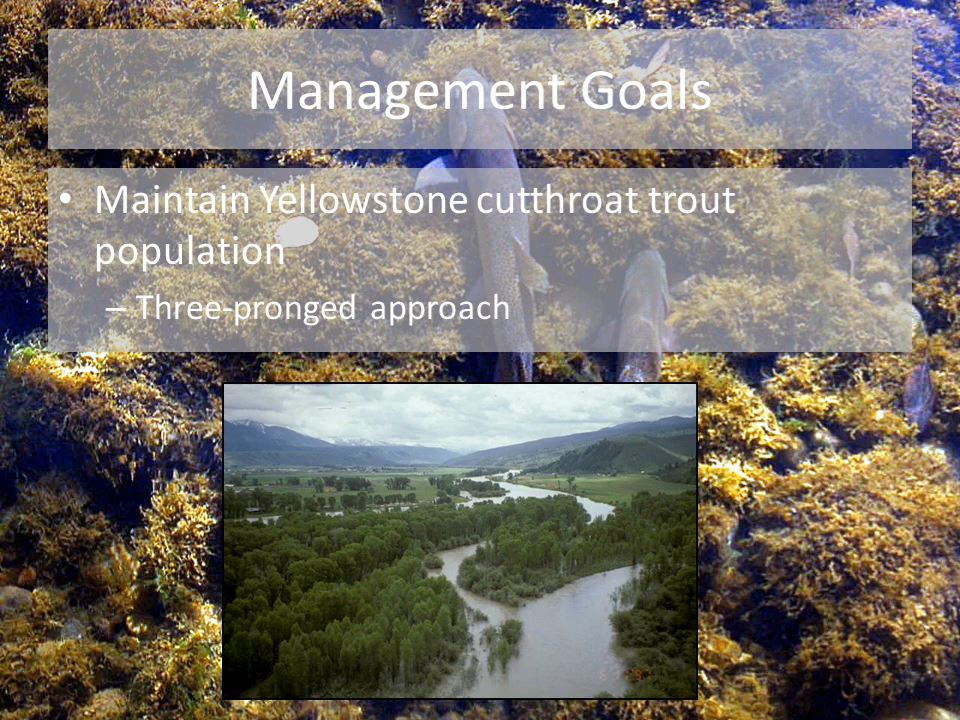 Management Goals
• Maintain Yellowstone cutthroat trout
population
– Three-pronged approach